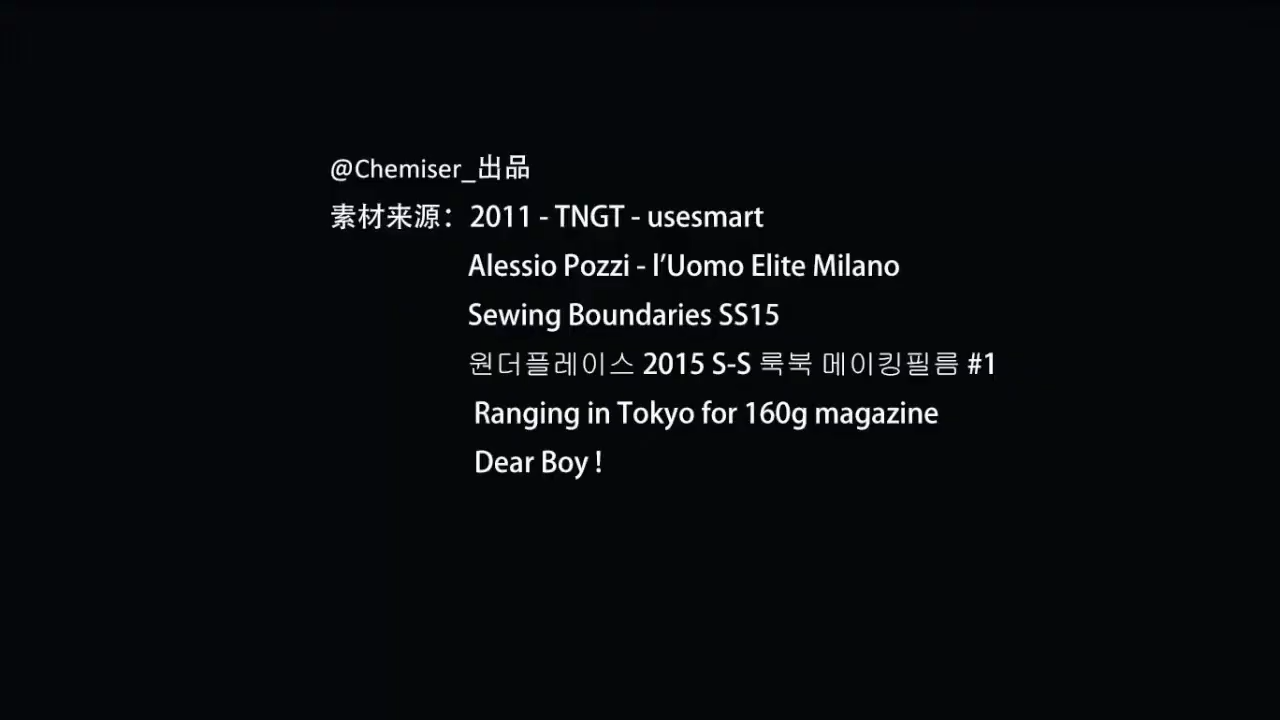 @Chemiser_出品
素材来源：2011 - TNGT - usesmart
Alessio Pozzi - l’Uomo Elite Milano
Sewing Boundaries SS15
원더플레이스 2015 S-S 룩북 메이킹필름 #1
Ranging in Tokyo for 160g magazine
Dear Boy !